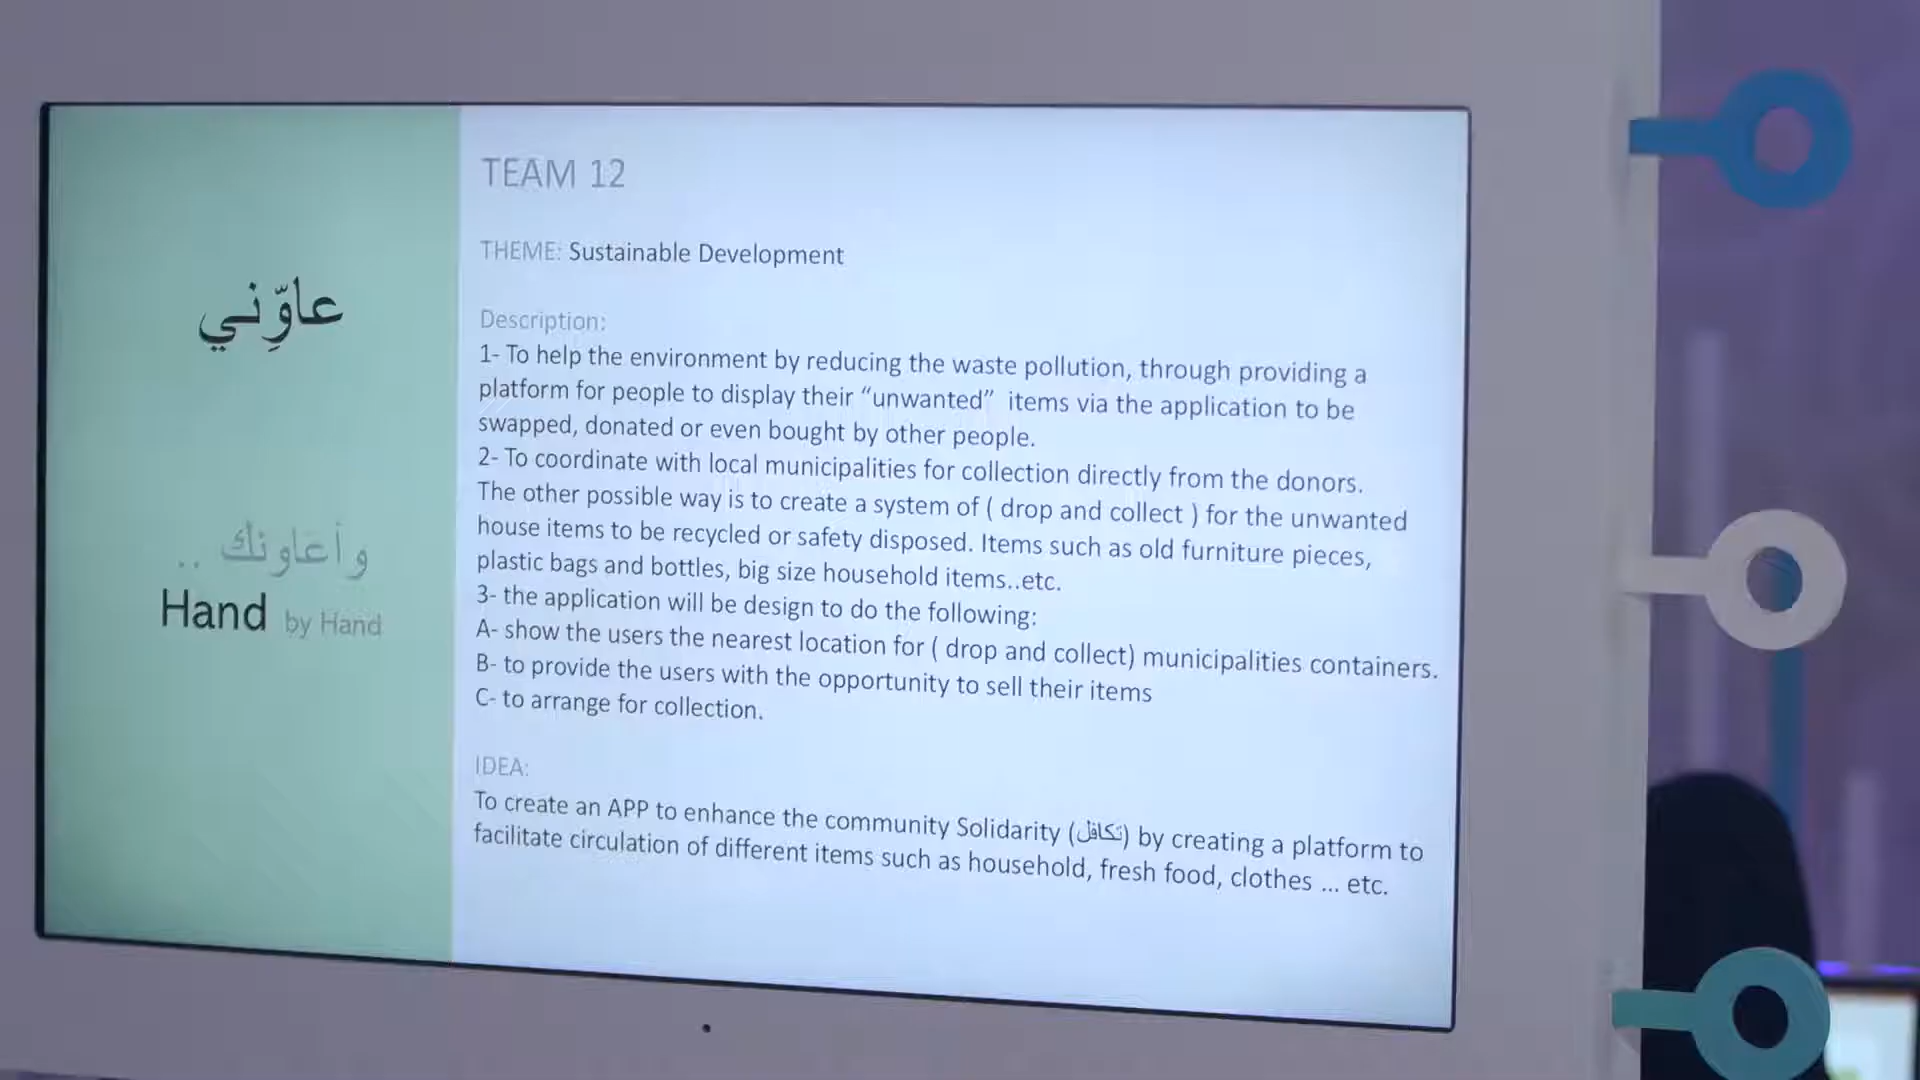 عاوِّني
وأعاونك ..
Hand by Hand
TEAM 12
THEME: Sustainable Development
Description:
1- To help the environment by reducing the waste pollution, through providing a
platform for people to display their “unwanted” items via the application to be
swapped, donated or even bought by other people.
2- To coordinate with local municipalities for collection directly from the donors.
The other possible way is to create a system of ( drop and collect ) for the unwanted
house items to be recycled or safety disposed. Items such as old furniture pieces,
plastic bags and bottles, big size household items..etc.
3- the application will be design to do the following:
A- show the users the nearest location for ( drop and collect) municipalities containers.
B- to provide the users with the opportunity to sell their items
C- to arrange for collection.
IDEA:
To create an APP to enhance the community Solidarity (تكافل) by creating a platform to
facilitate circulation of different items such as household, fresh food, clothes ... etc.